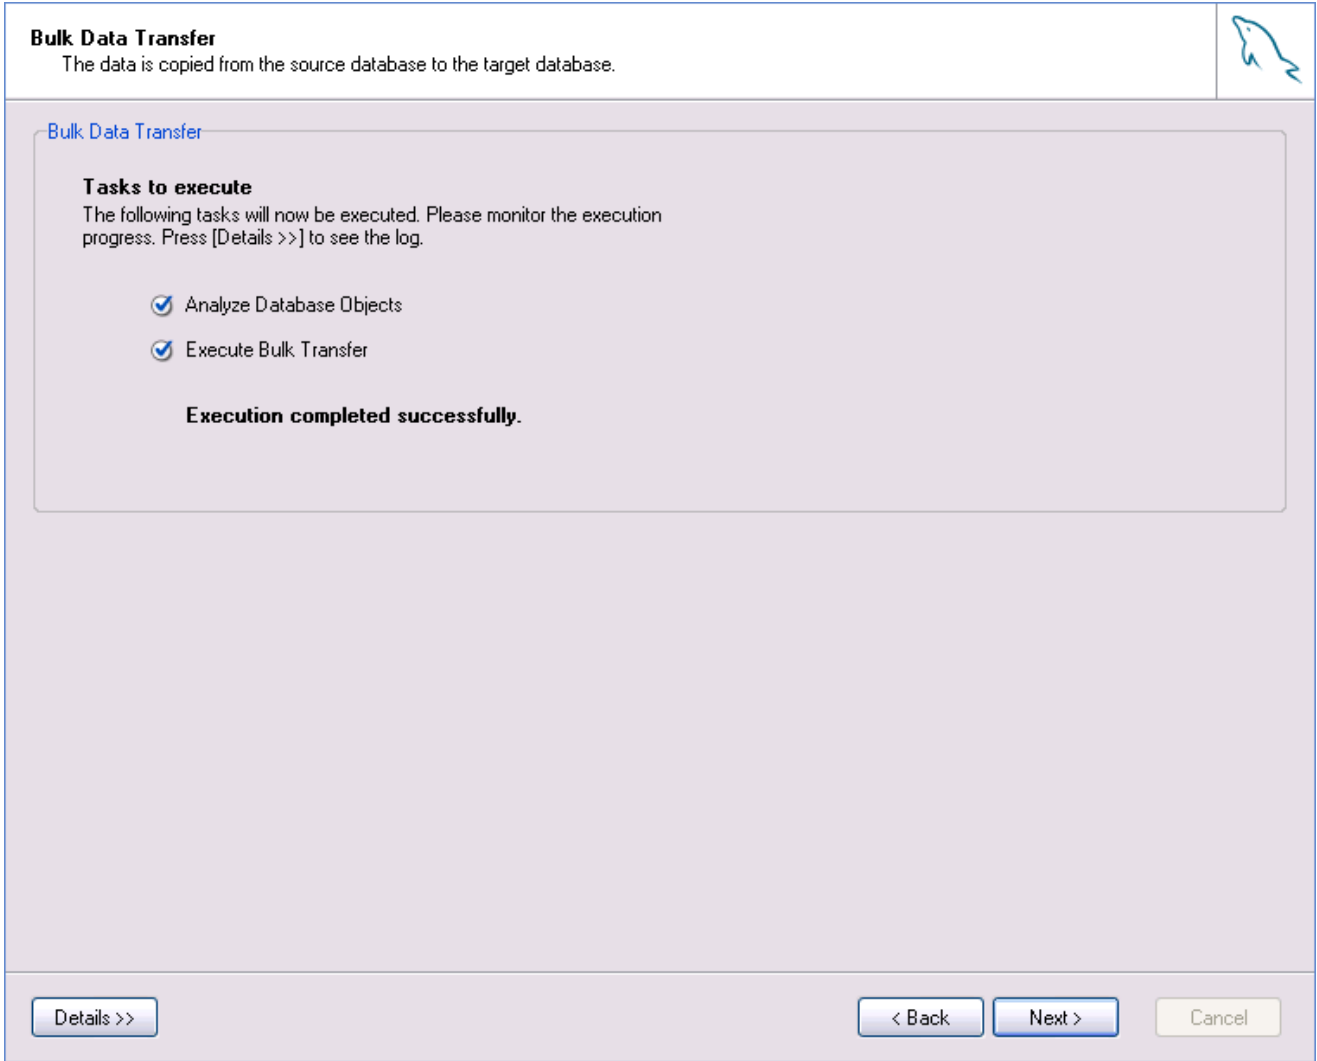 Bulk Data Transfer
The data is copied from the source database to the target database.
Bulk Data Transfer
Tasks to execute
The following tasks will now be executed. Please monitor the execution
progress. Press [Details >>] to see the log.
Analyze Database Objects
Execute Bulk Transfer
Execution completed successfully.
Details >>
< Back
Next >
Cancel